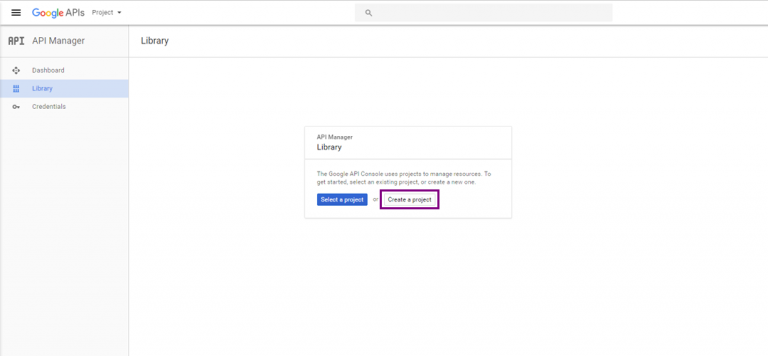 Google APIs Project
API API Manager
Library
Dashboard
Library
Credentials
API Manager
Library
The Google API Console uses projects to manage resources. To
get started, select an existing project, or create a new one.
Select a project or Create a project